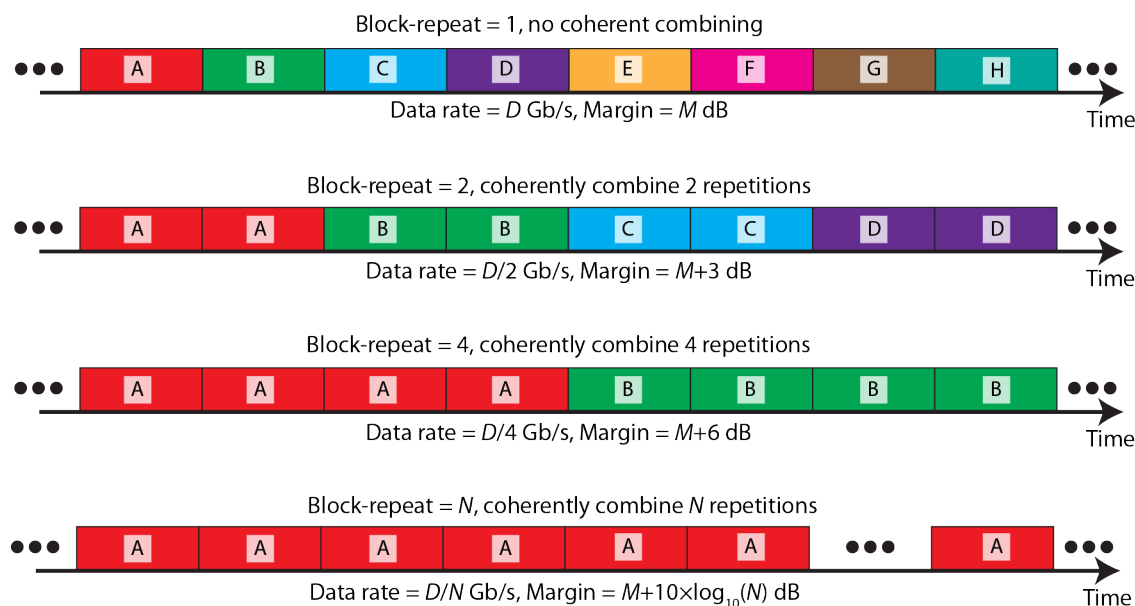 Block-repeat = 1, no coherent combining
A B C D E F G H
Data rate = D Gb/s, Margin = M dB
Time
Block-repeat = 2, coherently combine 2 repetitions
A A B B C C D D
Data rate = D/2 Gb/s, Margin = M+3 dB
Time
Block-repeat = 4, coherently combine 4 repetitions
A A A A B B B B
Data rate = D/4 Gb/s, Margin = M+6 dB
Time
Block-repeat = N, coherently combine N repetitions
A A A A A A A
Data rate = D/N Gb/s, Margin = M+10×log₁₀(N) dB
Time